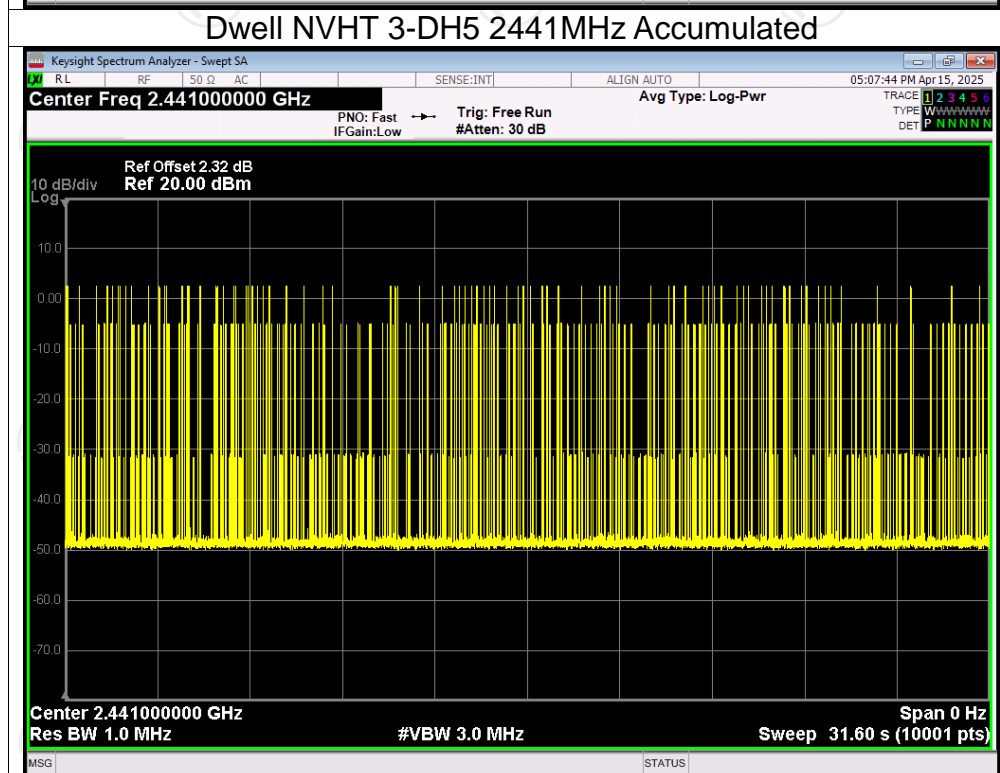 Dwell NVHT 3-DH5 2441MHz Accumulated
Keysight Spectrum Analyzer - Swept SA
LXI RL RF 50 Ω AC SENSE:INT ALIGN AUTO 05:07:44 PM Apr 15, 2025
Center Freq 2.441000000 GHz Avg Type: Log-Pwr TRACE 1 2 3 4 5 6
PNO: Fast Trig: Free Run TYPE WWWWWW
IFGain:Low #Atten: 30 dB DET P N N N N N
Ref Offset 2.32 dB
10 dB/div Ref 20.00 dBm
Log
10.0
0.00
-10.0
-20.0
-30.0
-40.0
-50.0
-60.0
-70.0
Center 2.441000000 GHz Span 0 Hz
Res BW 1.0 MHz #VBW 3.0 MHz Sweep 31.60 s (10001 pts)
MSG STATUS